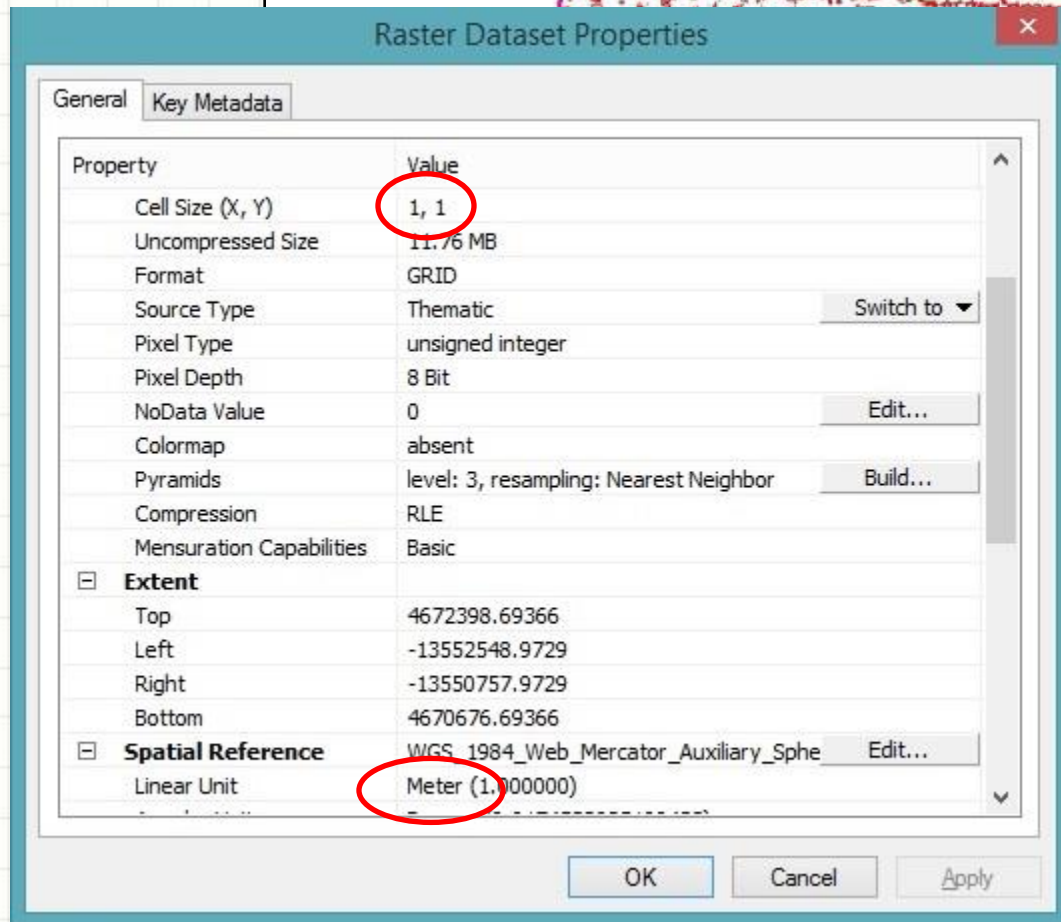 Raster Dataset Properties
General Key Metadata
Property Value
Cell Size (X, Y) 1, 1
Uncompressed Size 11.76 MB
Format GRID
Source Type Thematic Switch to
Pixel Type unsigned integer
Pixel Depth 8 Bit
NoData Value 0 Edit...
Colormap absent
Pyramids level: 3, resampling: Nearest Neighbor Build...
Compression RLE
Mensuration Capabilities Basic
Extent
Top 4672398.69366
Left -13552548.9729
Right -13550757.9729
Bottom 4670676.69366
Spatial Reference WGS_1984_Web_Mercator_Auxiliary_Sphe Edit...
Linear Unit Meter (1.000000)
OK Cancel Apply